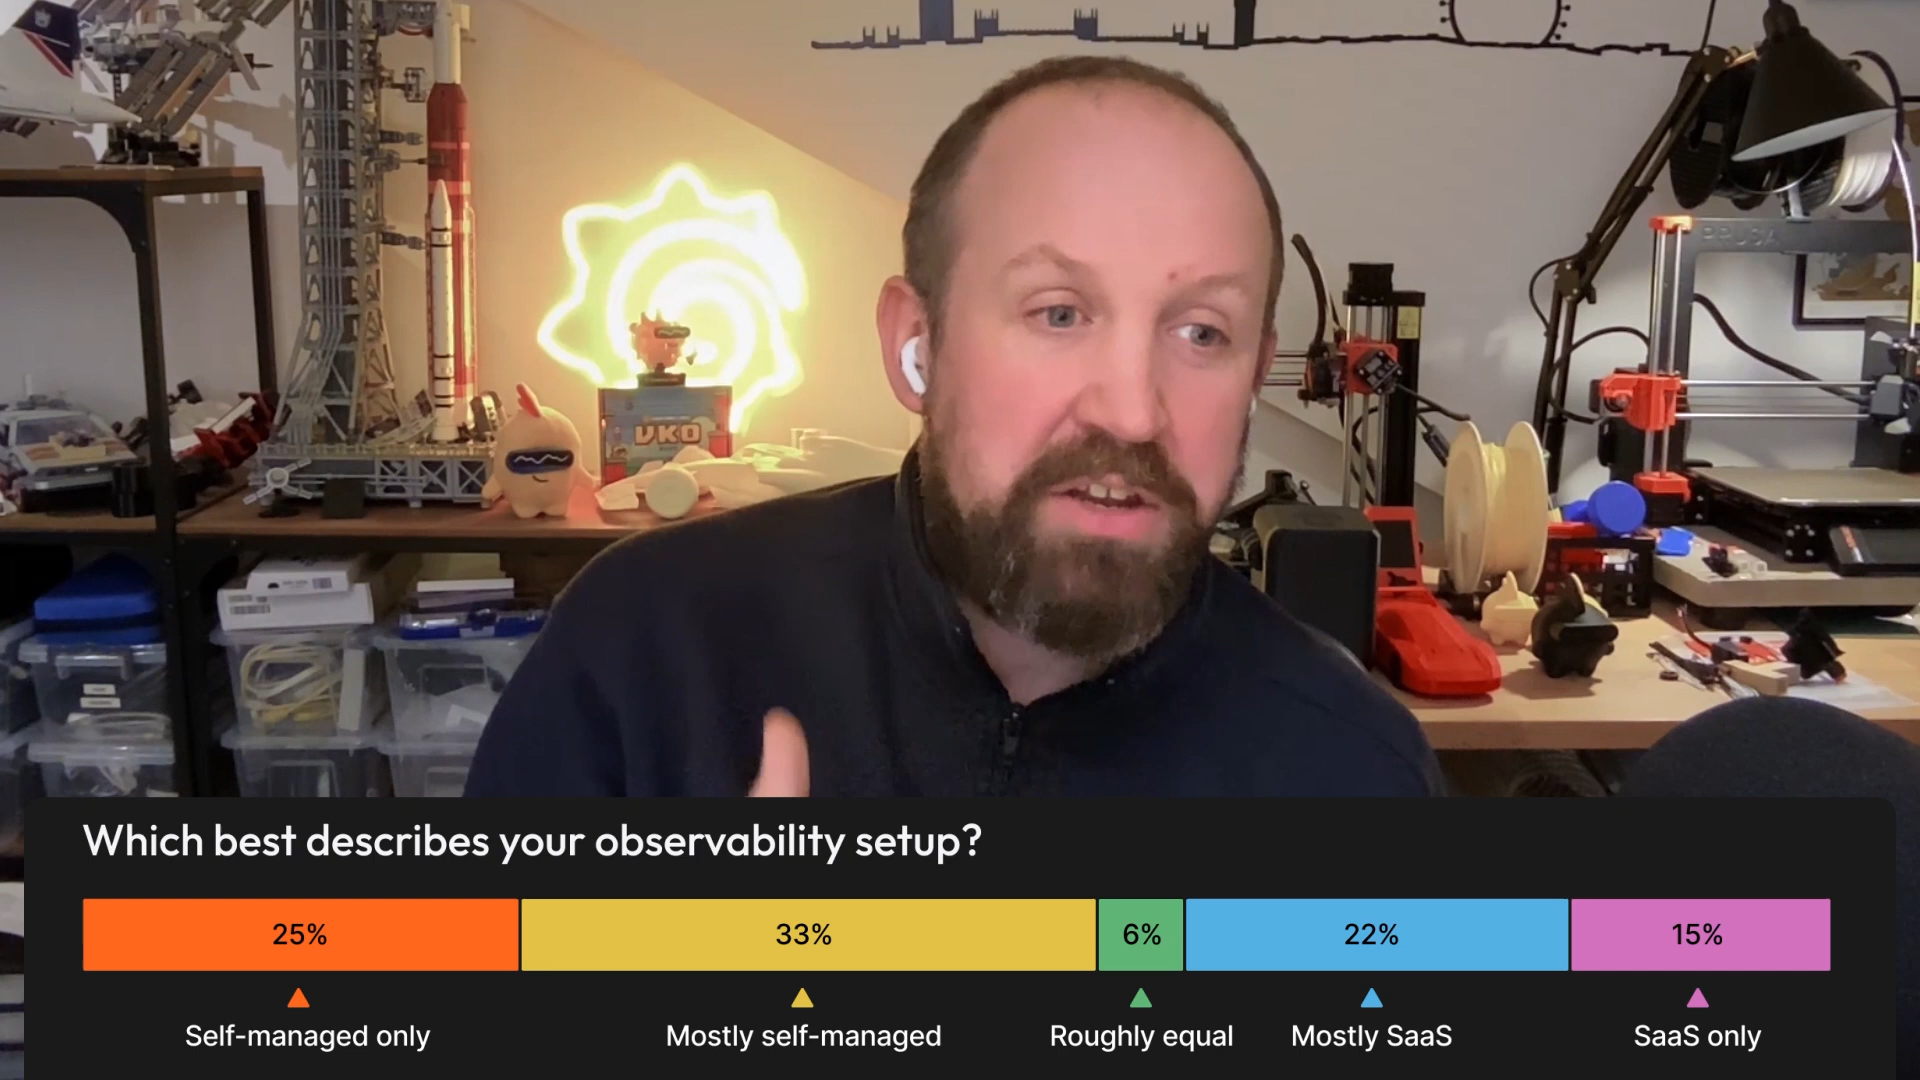 PRUSA
VKO
Which best describes your observability setup?
25%
33%
6%
22%
15%
Self-managed only
Mostly self-managed
Roughly equal
Mostly SaaS
SaaS only